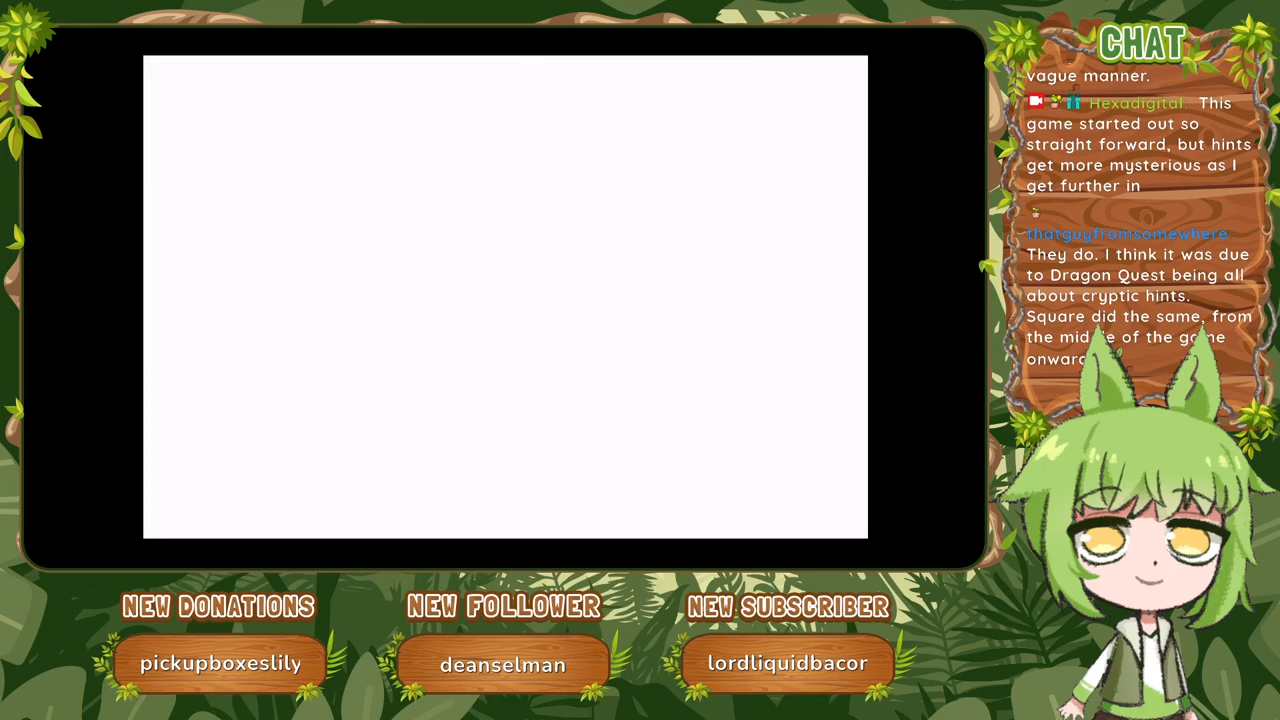 CHAT
vague manner.
Hexadigital This
game started out so
straight forward, but hints
get more mysterious as I
get further in
thatguyfromsomewhere
They do. I think it was due
to Dragon Quest being all
about cryptic hints.
Square did the same, from
the middle of the game
onward
NEW DONATIONS
NEW FOLLOWER
NEW SUBSCRIBER
pickupboxeslily
deanselman
lordliquidbacor